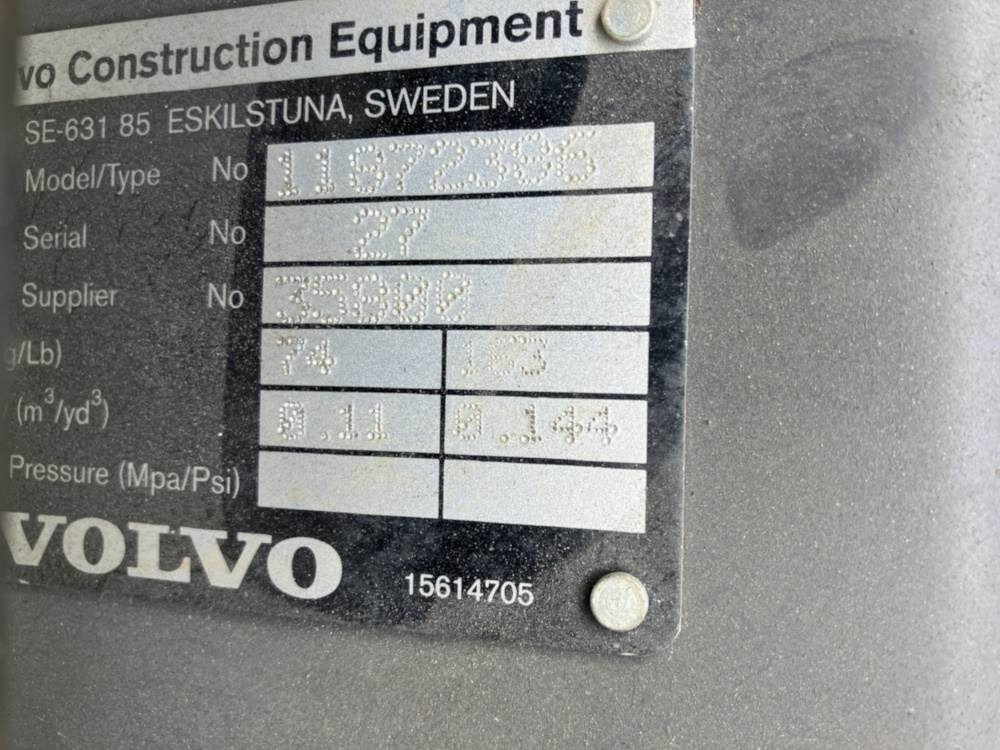 vo Construction Equipment
SE-631 85 ESKILSTUNA, SWEDEN
Model/Type No 11872386
Serial No 27
Supplier No 35800
g/Lb) 74 163
(m³/yd³) 0.11 0.144
Pressure (Mpa/Psi)
VOLVO 15614705